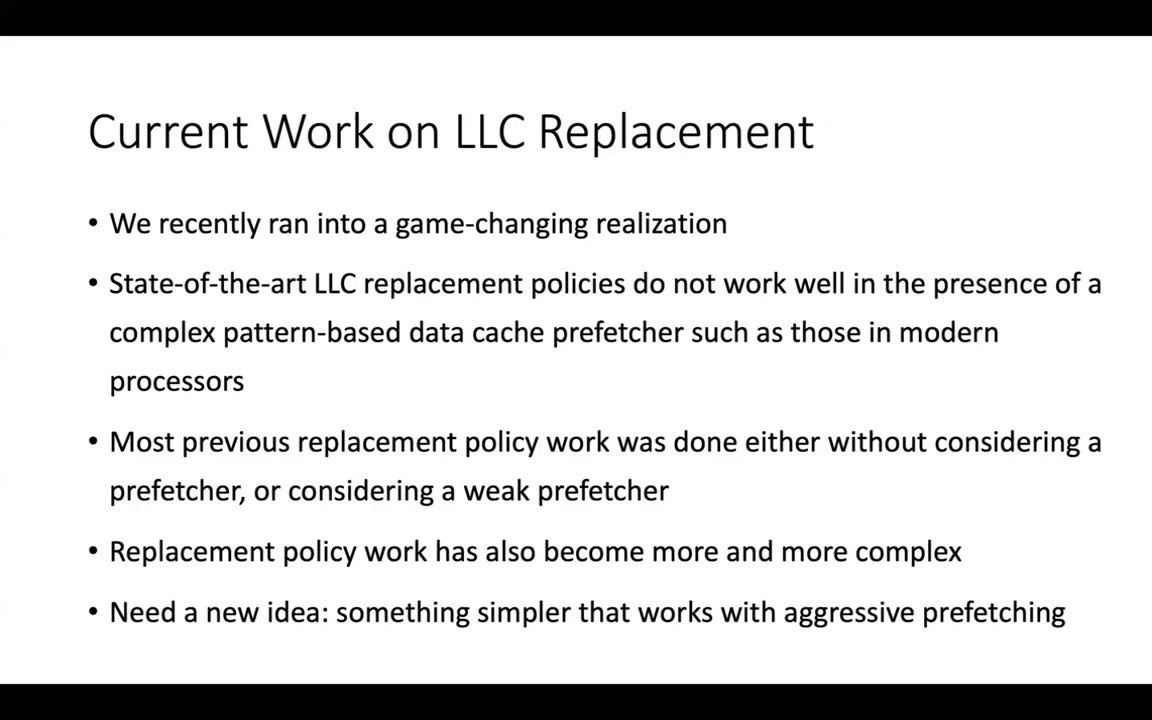 Current Work on LLC Replacement
• We recently ran into a game-changing realization
• State-of-the-art LLC replacement policies do not work well in the presence of a
complex pattern-based data cache prefetcher such as those in modern
processors
• Most previous replacement policy work was done either without considering a
prefetcher, or considering a weak prefetcher
• Replacement policy work has also become more and more complex
• Need a new idea: something simpler that works with aggressive prefetching